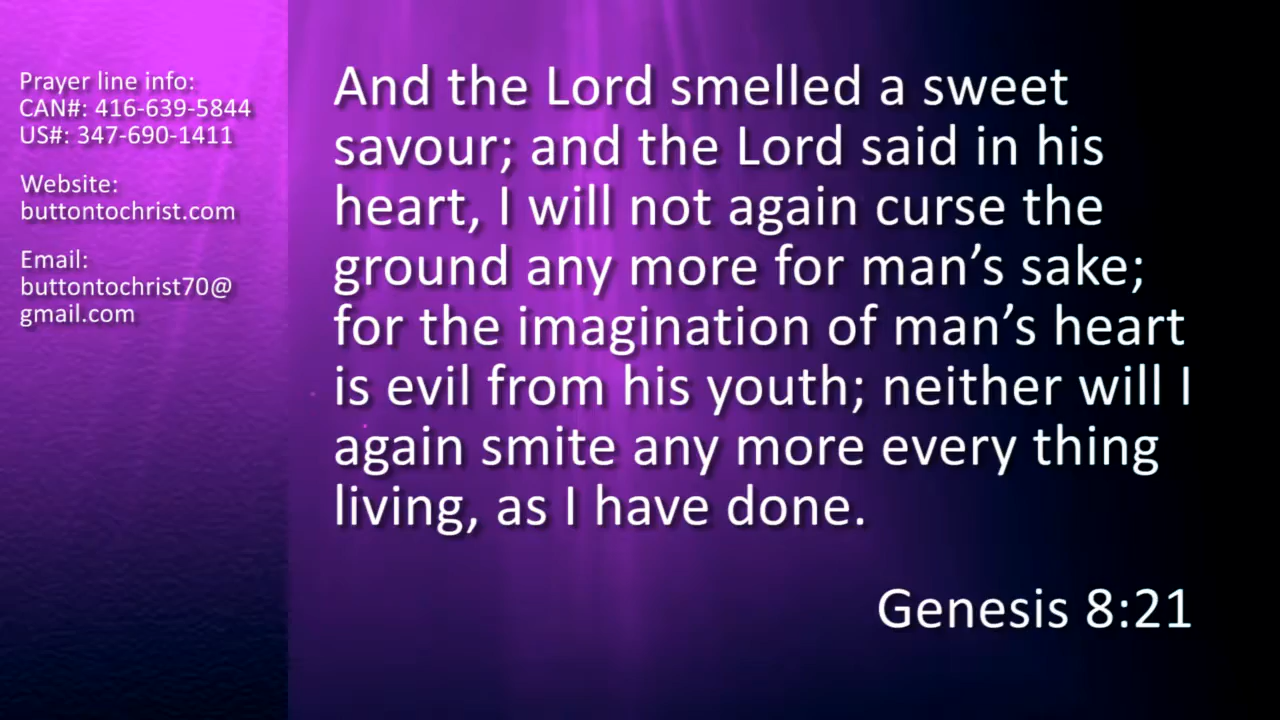 Prayer line info:
CAN#: 416-639-5844
US#: 347-690-1411
Website:
buttontochrist.com
Email:
buttontochrist70@
gmail.com
And the Lord smelled a sweet
savour; and the Lord said in his
heart, I will not again curse the
ground any more for man’s sake;
for the imagination of man’s heart
is evil from his youth; neither will I
again smite any more every thing
living, as I have done.
Genesis 8:21